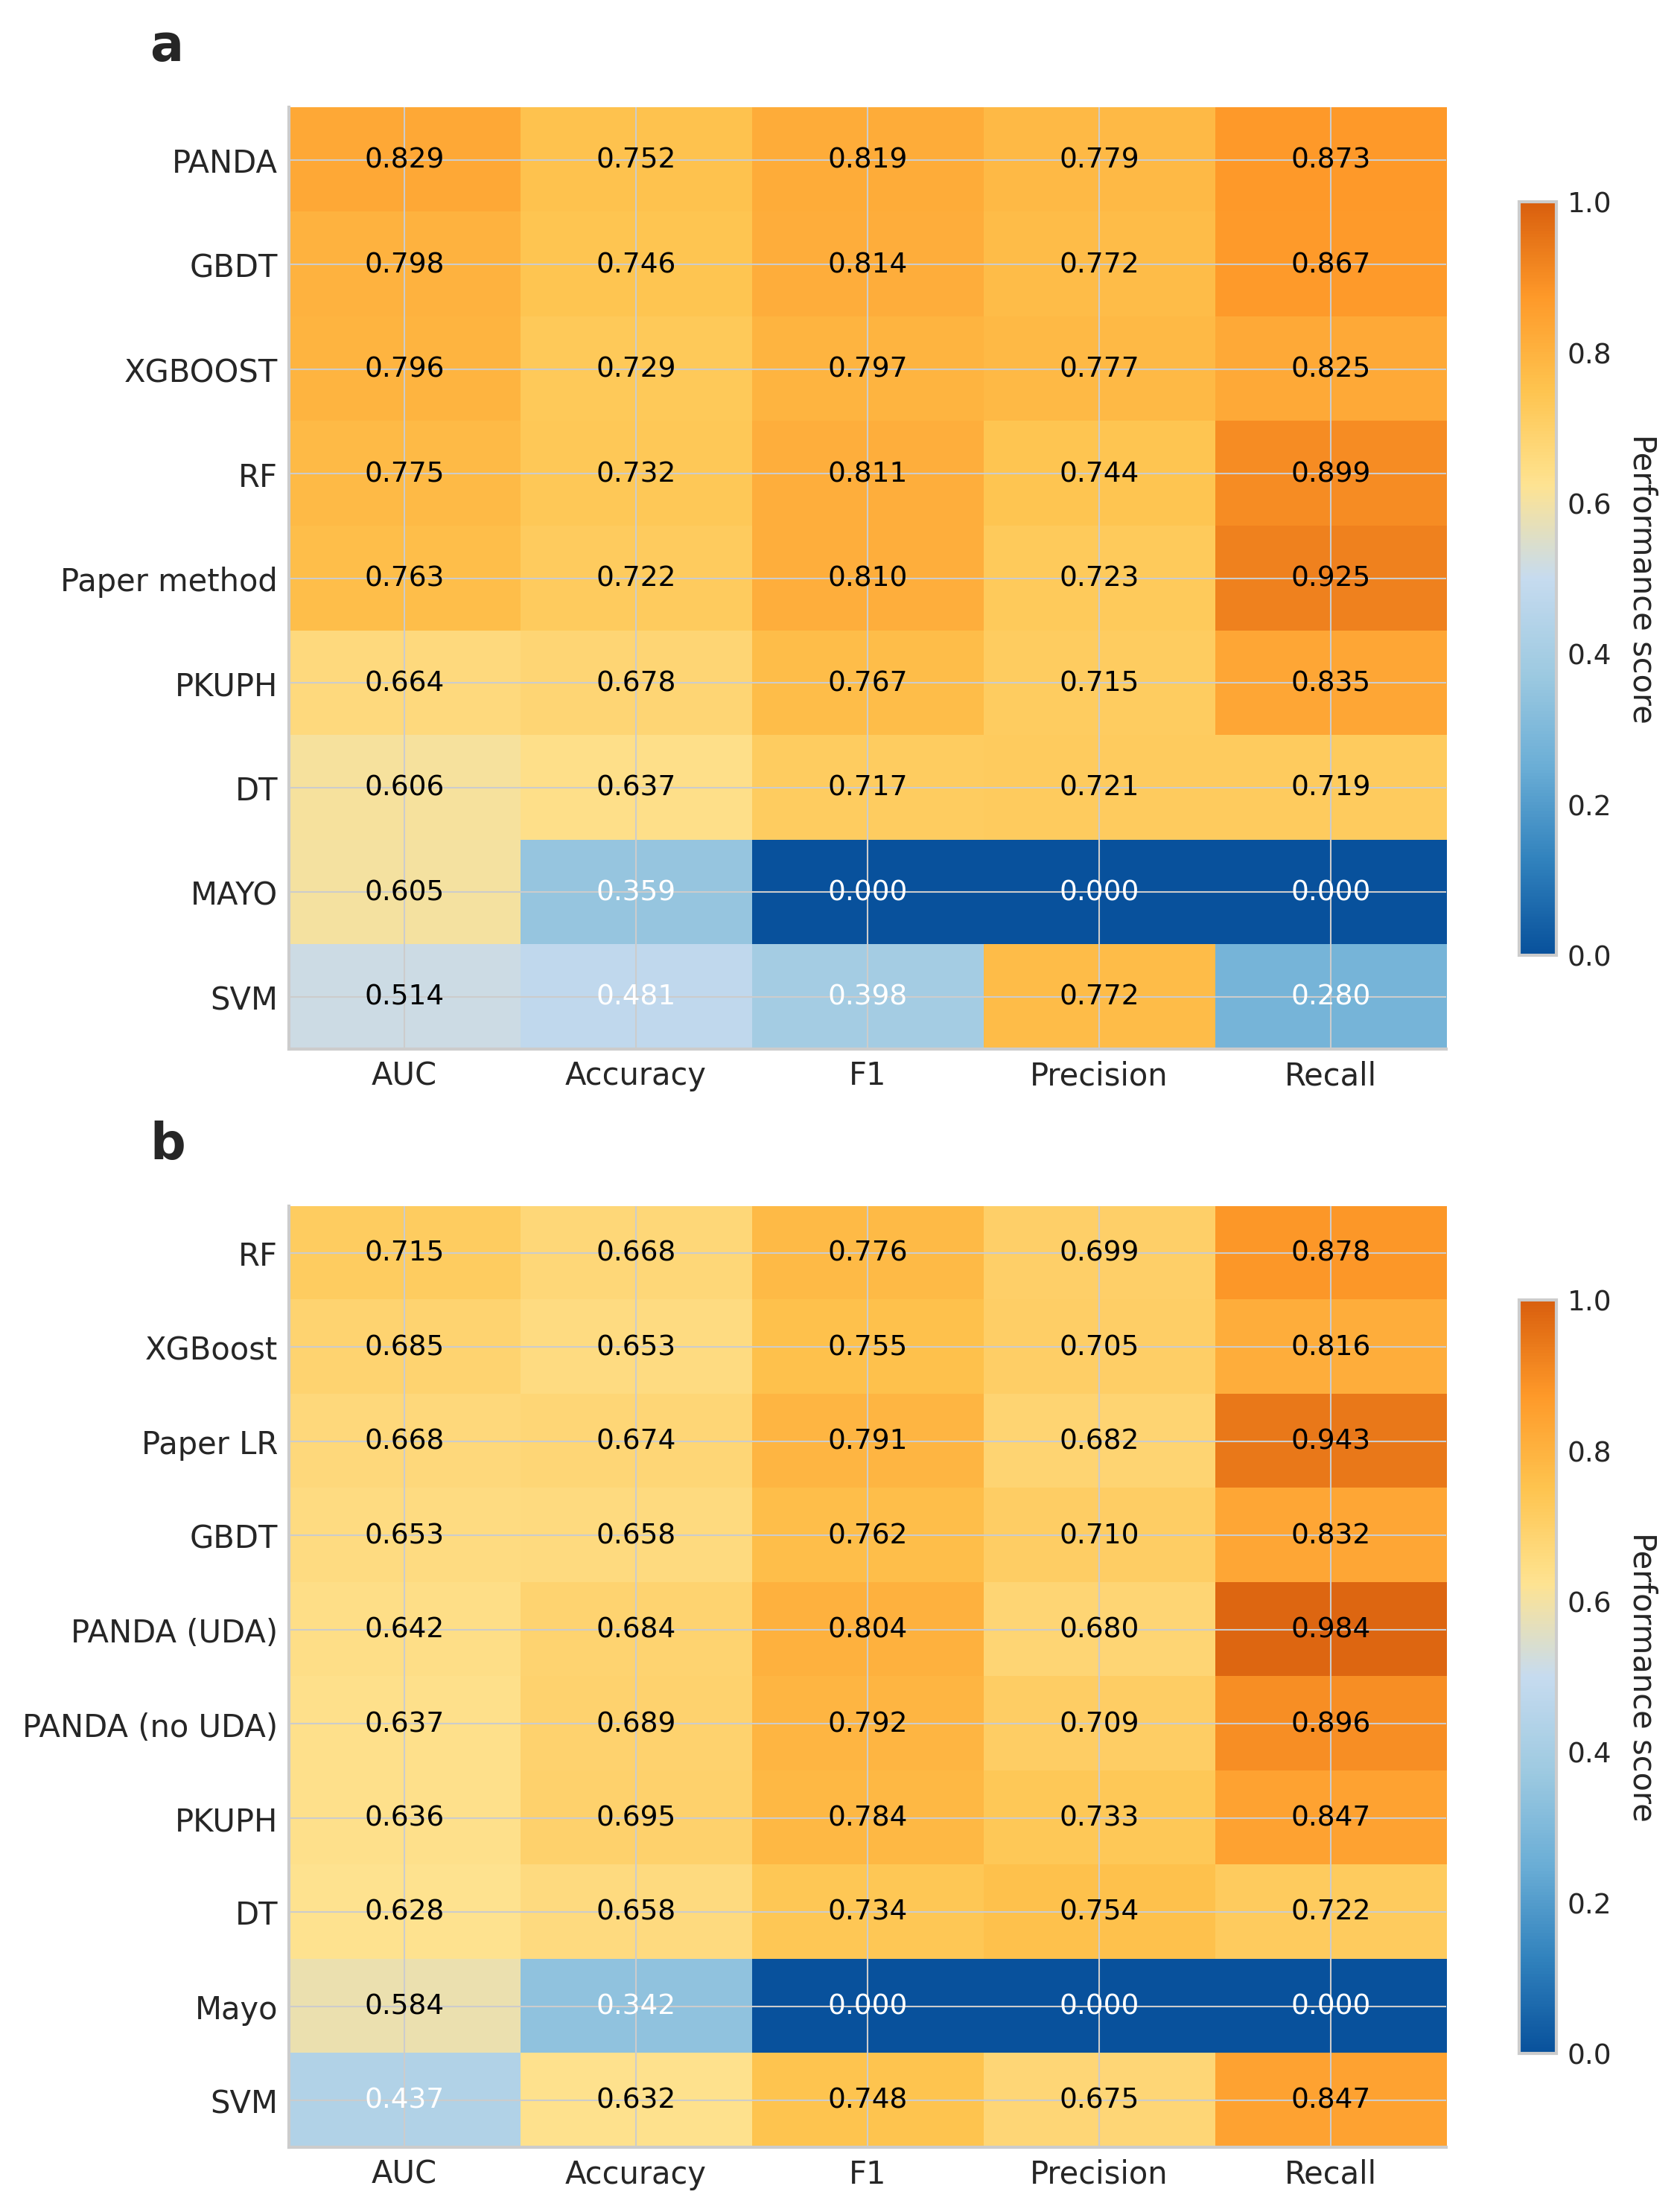 a
PANDA 0.829 0.752 0.819 0.779 0.873
GBDT 0.798 0.746 0.814 0.772 0.867
XGBOOST 0.796 0.729 0.797 0.777 0.825
RF 0.775 0.732 0.811 0.744 0.899
Paper method 0.763 0.722 0.810 0.723 0.925
PKUPH 0.664 0.678 0.767 0.715 0.835
DT 0.606 0.637 0.717 0.721 0.719
MAYO 0.605 0.359 0.000 0.000 0.000
SVM 0.514 0.481 0.398 0.772 0.280
AUC Accuracy F1 Precision Recall
1.0
0.8
0.6
0.4
0.2
0.0
Performance score
b
RF 0.715 0.668 0.776 0.699 0.878
XGBoost 0.685 0.653 0.755 0.705 0.816
Paper LR 0.668 0.674 0.791 0.682 0.943
GBDT 0.653 0.658 0.762 0.710 0.832
PANDA (UDA) 0.642 0.684 0.804 0.680 0.984
PANDA (no UDA) 0.637 0.689 0.792 0.709 0.896
PKUPH 0.636 0.695 0.784 0.733 0.847
DT 0.628 0.658 0.734 0.754 0.722
Mayo 0.584 0.342 0.000 0.000 0.000
SVM 0.437 0.632 0.748 0.675 0.847
AUC Accuracy F1 Precision Recall
1.0
0.8
0.6
0.4
0.2
0.0
Performance score